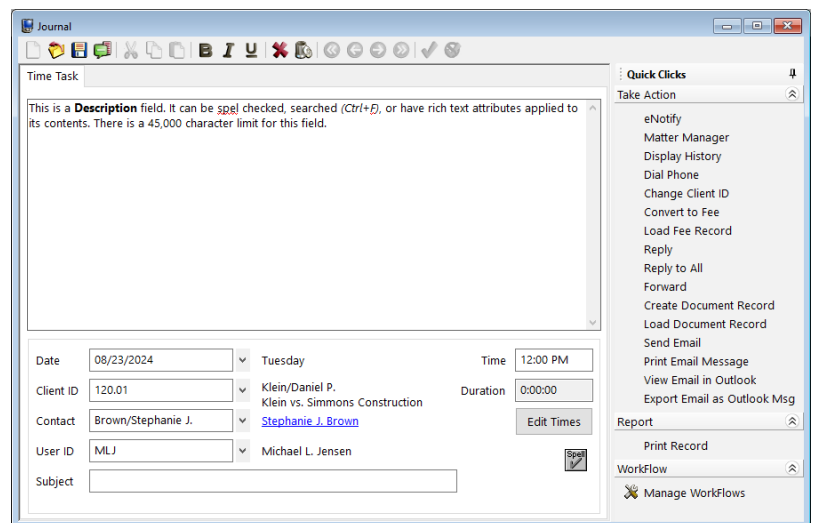 Journal
B I U
Time Task
This is a Description field. It can be spel checked, searched (Ctrl+F), or have rich text attributes applied to
its contents. There is a 45,000 character limit for this field.
Date 08/23/2024 Tuesday Time 12:00 PM
Client ID 120.01 Klein/Daniel P. Duration 0:00:00
Klein vs. Simmons Construction
Contact Brown/Stephanie J. Stephanie J. Brown Edit Times
User ID MLJ Michael L. Jensen Spell
Subject
Quick Clicks
Take Action
eNotify
Matter Manager
Display History
Dial Phone
Change Client ID
Convert to Fee
Load Fee Record
Reply
Reply to All
Forward
Create Document Record
Load Document Record
Send Email
Print Email Message
View Email in Outlook
Export Email as Outlook Msg
Report
Print Record
WorkFlow
Manage WorkFlows